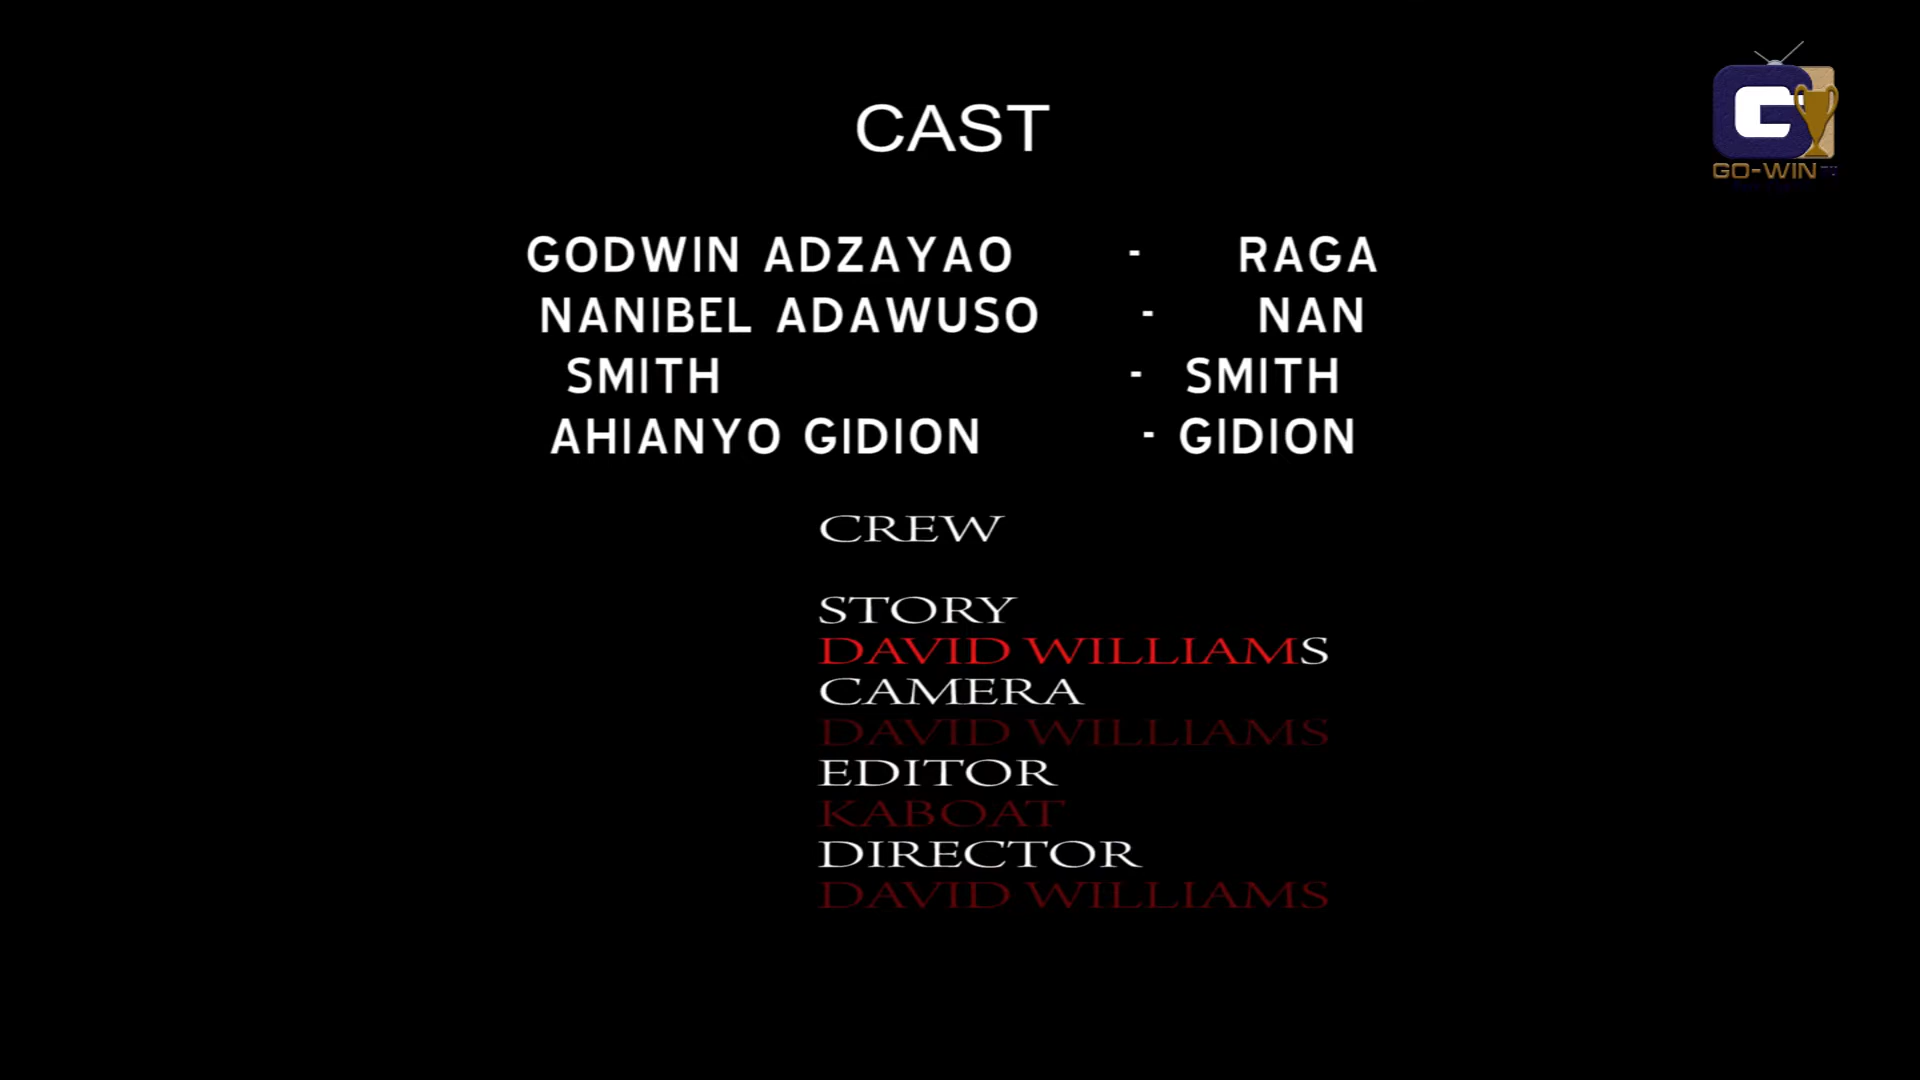 CAST
GO-WIN
GODWIN ADZAYAO - RAGA
NANIBEL ADAWUSO - NAN
SMITH - SMITH
AHIANYO GIDION - GIDION
CREW
STORY
DAVID WILLIAMS
CAMERA
DAVID WILLIAMS
EDITOR
KABOAT
DIRECTOR
DAVID WILLIAMS